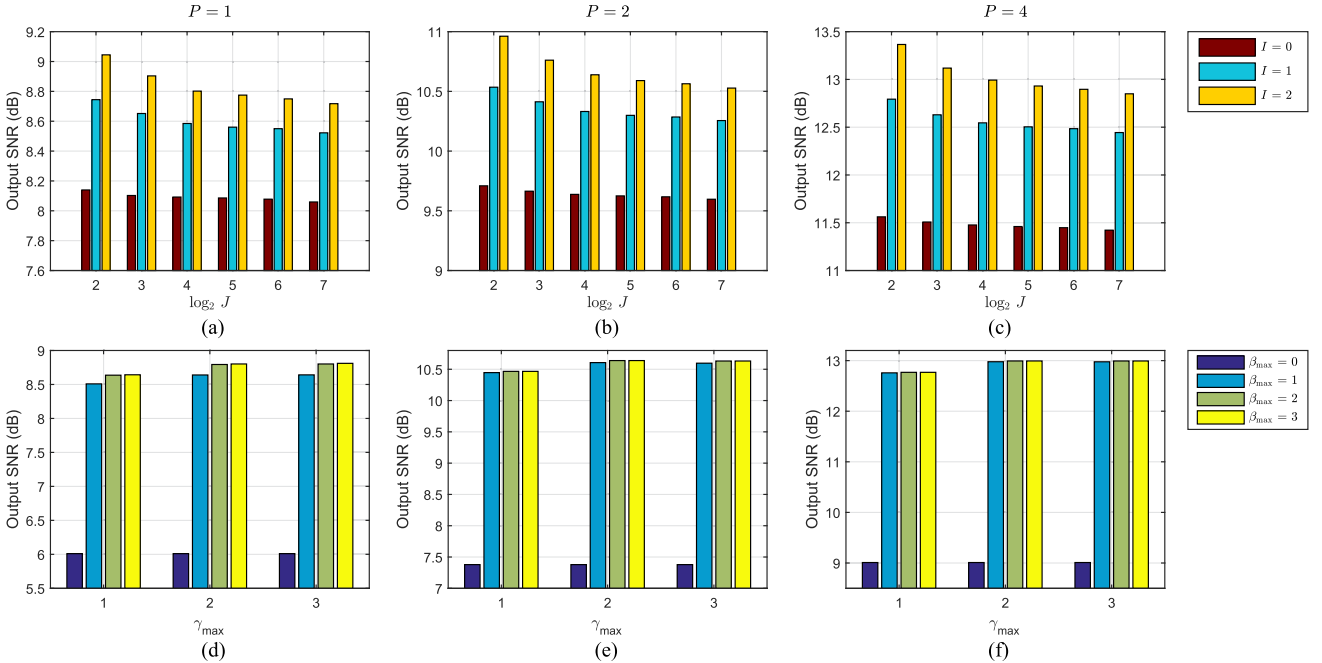 P = 1
9.2
9
8.8
8.6
8.4
8.2
8
7.8
7.6
Output SNR (dB)
2 3 4 5 6 7
log₂ J
(a)
P = 2
11
10.5
10
9.5
9
Output SNR (dB)
2 3 4 5 6 7
log₂ J
(b)
P = 4
13.5
13
12.5
12
11.5
11
Output SNR (dB)
2 3 4 5 6 7
log₂ J
(c)
I = 0
I = 1
I = 2
9
8.5
8
7.5
7
6.5
6
5.5
Output SNR (dB)
1 2 3
γmax
(d)
10.5
10
9.5
9
8.5
8
7.5
7
Output SNR (dB)
1 2 3
γmax
(e)
13
13
12
12
11
11
10
10
9
Output SNR (dB)
1 2 3
γmax
(f)
βmax = 0
βmax = 1
βmax = 2
βmax = 3